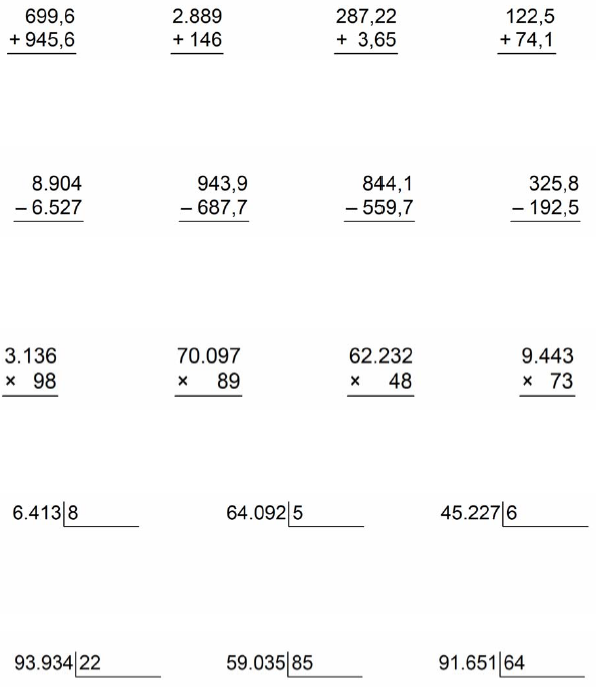 699,6 2.889 287,22 122,5
+ 945,6 + 146 + 3,65 + 74,1
8.904 943,9 844,1 325,8
– 6.527 – 687,7 – 559,7 – 192,5
3.136 70.097 62.232 9.443
× 98 × 89 × 48 × 73
6.413 8 64.092 5 45.227 6
93.934 22 59.035 85 91.651 64